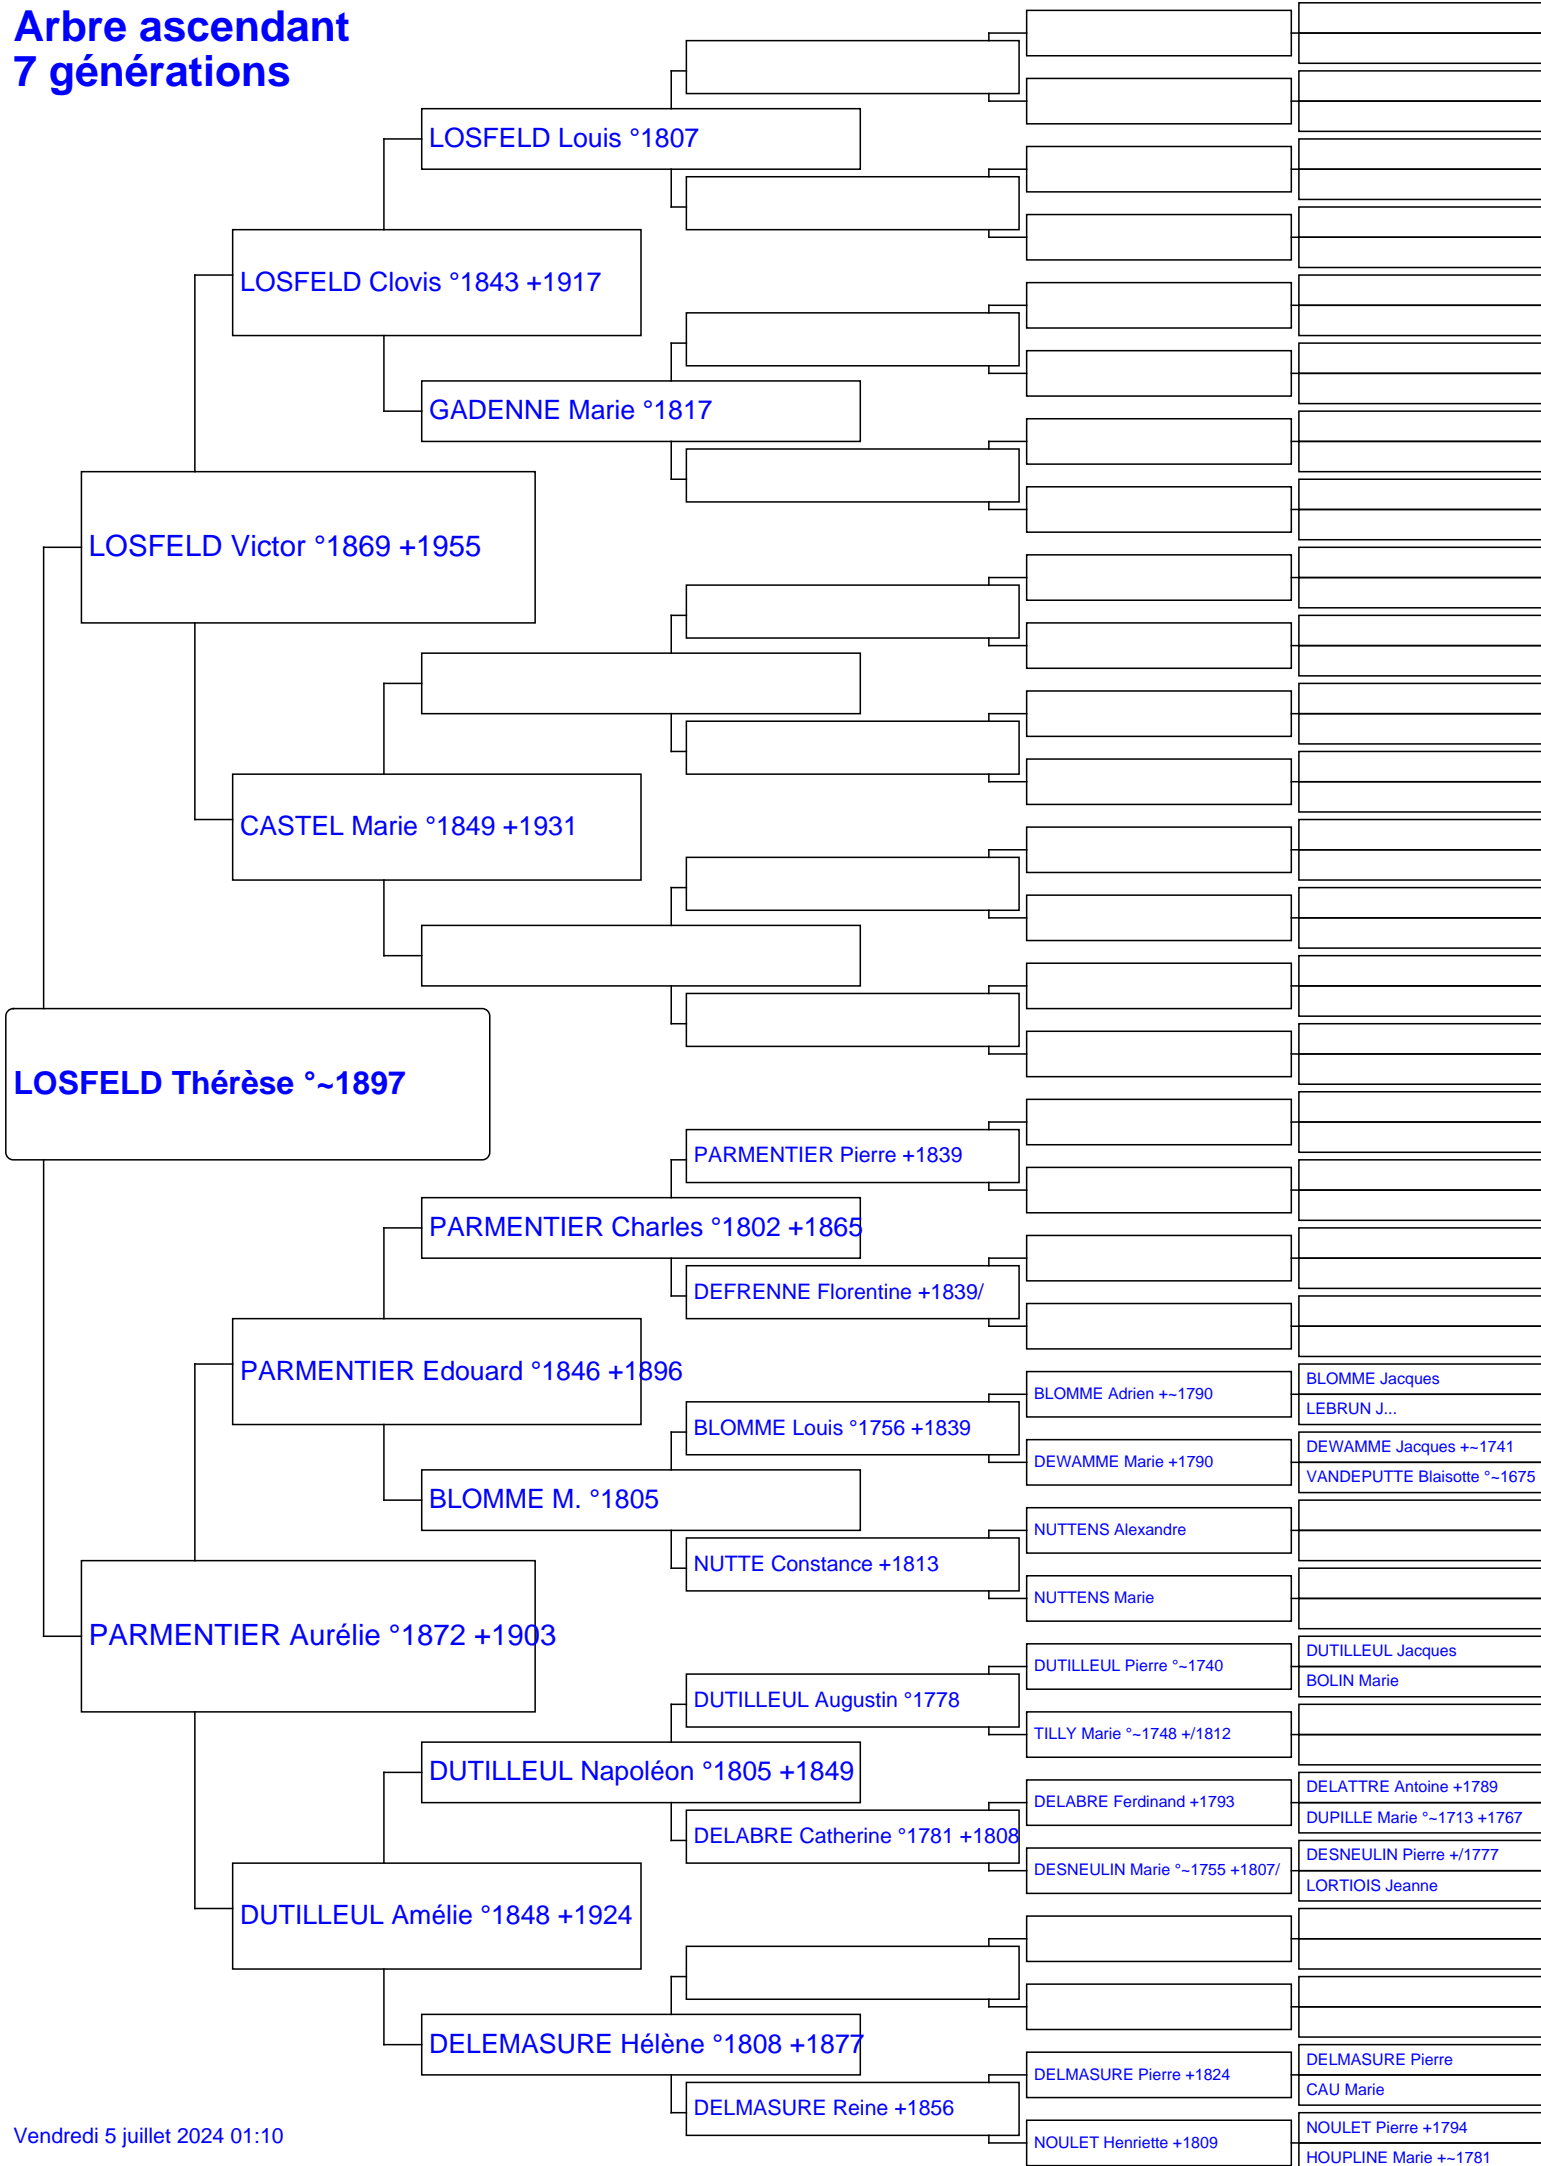 Arbre ascendant
7 générations
LOSFELD Louis °1807
LOSFELD Clovis °1843 +1917
GADENNE Marie °1817
LOSFELD Victor °1869 +1955
CASTEL Marie °1849 +1931
LOSFELD Thérèse °~1897
PARMENTIER Pierre +1839
PARMENTIER Charles °1802 +1865
DEFRENNE Florentine +1839/
PARMENTIER Edouard °1846 +1896
BLOMME Jacques
BLOMME Adrien +~1790
LEBRUN J...
BLOMME Louis °1756 +1839
DEWAMME Jacques +~1741
DEWAMME Marie +1790
VANDEPUTTE Blaisotte °~1675
BLOMME M. °1805
NUTTENS Alexandre
NUTTE Constance +1813
NUTTENS Marie
PARMENTIER Aurélie °1872 +1903
DUTILLEUL Jacques
DUTILLEUL Pierre °~1740
BOLIN Marie
DUTILLEUL Augustin °1778
TILLY Marie °~1748 +/1812
DUTILLEUL Napoléon °1805 +1849
DELATTRE Antoine +1789
DELABRE Ferdinand +1793
DUPILLE Marie °~1713 +1767
DELABRE Catherine °1781 +1808
DESNEULIN Pierre +/1777
DESNEULIN Marie °~1755 +1807/
LORTIOIS Jeanne
DUTILLEUL Amélie °1848 +1924
DELEMASURE Hélène °1808 +1877
DELMASURE Pierre
DELMASURE Pierre +1824
CAU Marie
DELMASURE Reine +1856
NOULET Pierre +1794
NOULET Henriette +1809
HOUPLINE Marie +~1781
Vendredi 5 juillet 2024 01:10